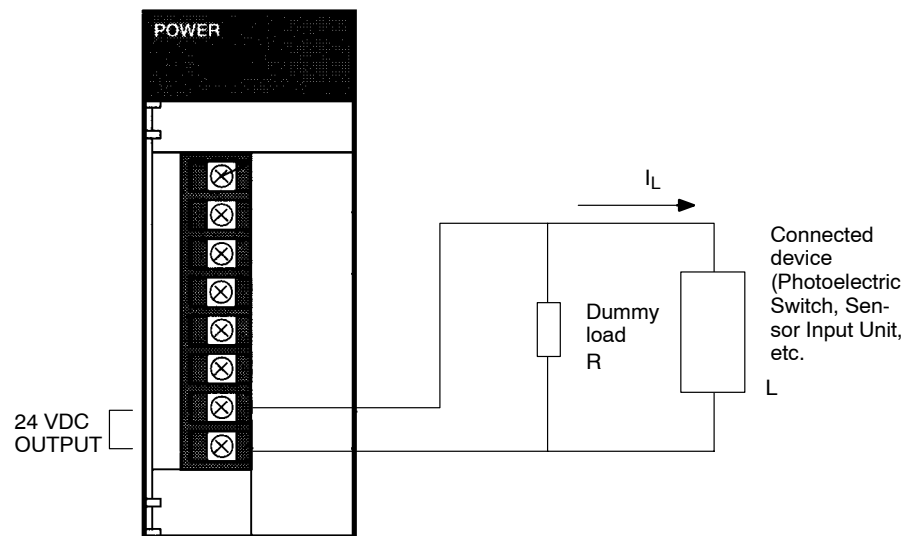 POWER
I_L
Connected
device
(Photoelectric
Switch, Sen-
sor Input Unit,
etc.
L
Dummy
load
R
24 VDC
OUTPUT